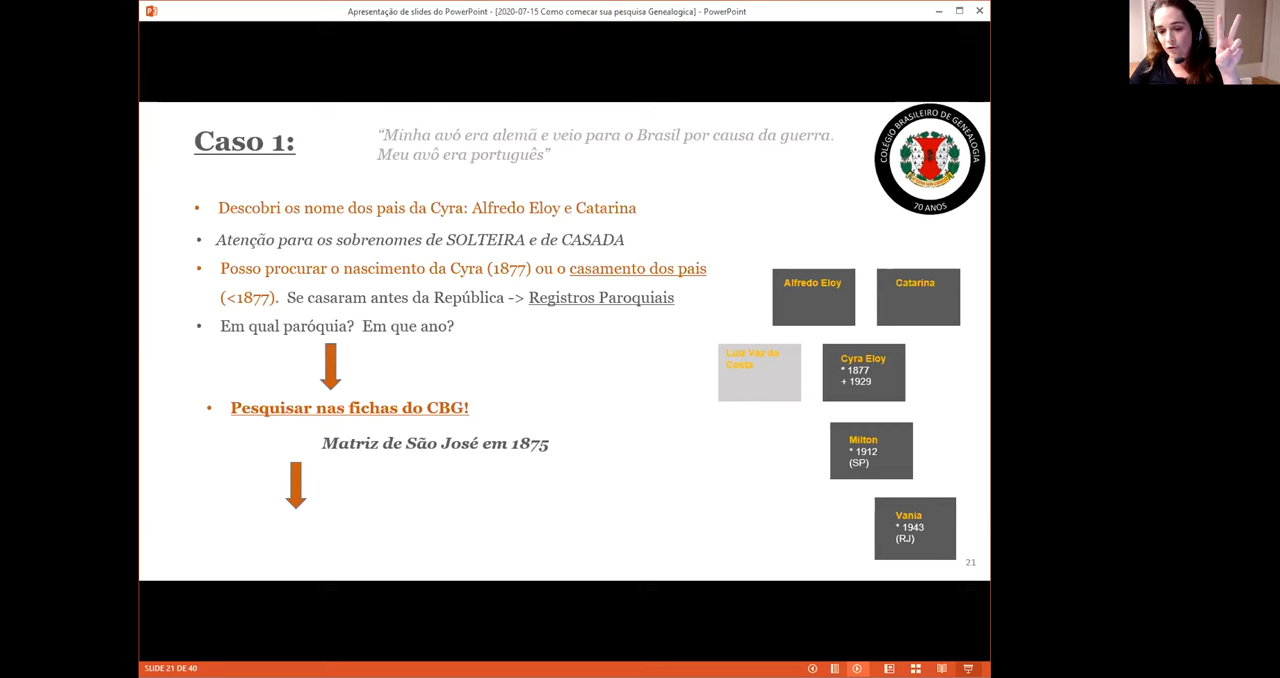 Apresentação de slides do PowerPoint - [2020-07-15 Como comecar sua pesquisa Genealogica] - PowerPoint
Caso 1:
“Minha avó era alemã e veio para o Brasil por causa da guerra.
Meu avô era português”
COLÉGIO BRASILEIRO DE GENEALOGIA
70 ANOS
• Descobri os nome dos pais da Cyra: Alfredo Eloy e Catarina
• Atenção para os sobrenomes de SOLTEIRA e de CASADA
• Posso procurar o nascimento da Cyra (1877) ou o casamento dos pais
(<1877). Se casaram antes da República -> Registros Paroquiais
• Em qual paróquia? Em que ano?
• Pesquisar nas fichas do CBG!
Matriz de São José em 1875
Alfredo Eloy
Catarina
Luiz Vaz da
Costa
Cyra Eloy
* 1877
+ 1929
Milton
* 1912
(SP)
Vania
* 1943
(RJ)
21
SLIDE 21 DE 40